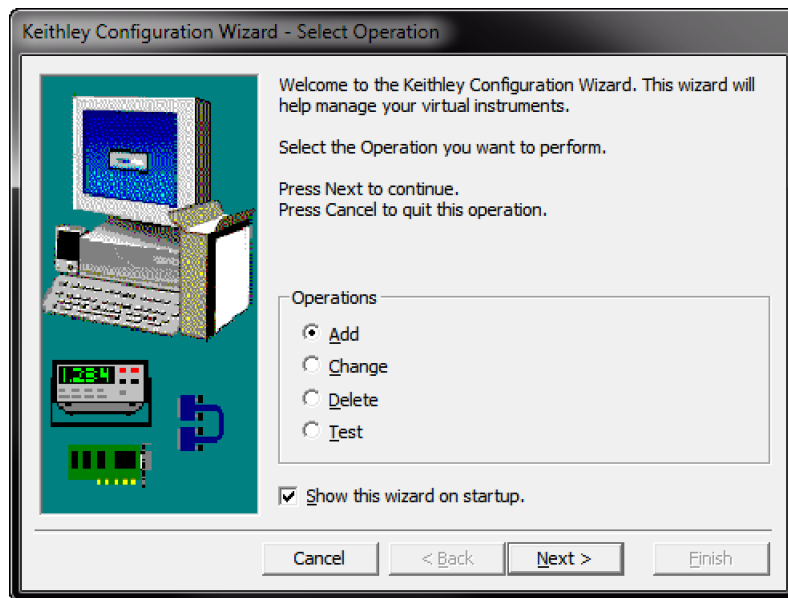 Keithley Configuration Wizard - Select Operation
Welcome to the Keithley Configuration Wizard. This wizard will
help manage your virtual instruments.
Select the Operation you want to perform.
Press Next to continue.
Press Cancel to quit this operation.
Operations
Add
Change
Delete
Test
1.234
Show this wizard on startup.
Cancel
< Back
Next >
Finish